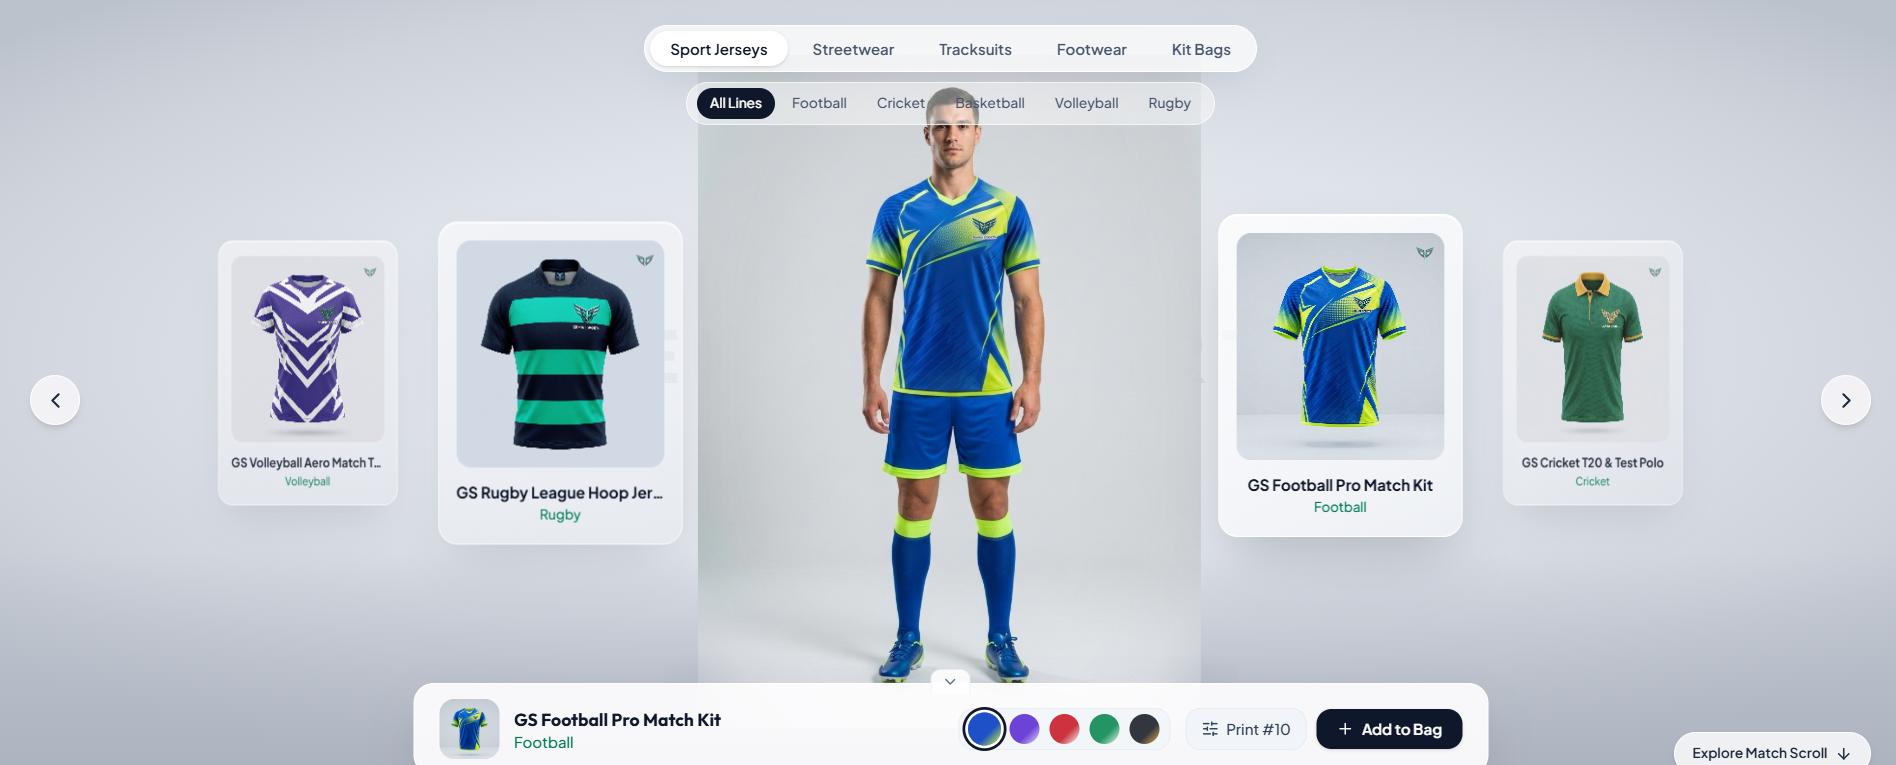 Sport Jerseys Streetwear Tracksuits Footwear Kit Bags
All Lines Football Cricket Basketball Volleyball Rugby
GS Volleyball Aero Match T...
Volleyball
GS Rugby League Hoop Jer...
Rugby
GS Football Pro Match Kit
Football
GS Cricket T20 & Test Polo
Cricket
GS Football Pro Match Kit
Football
Print #10
+ Add to Bag
Explore Match Scroll ↓